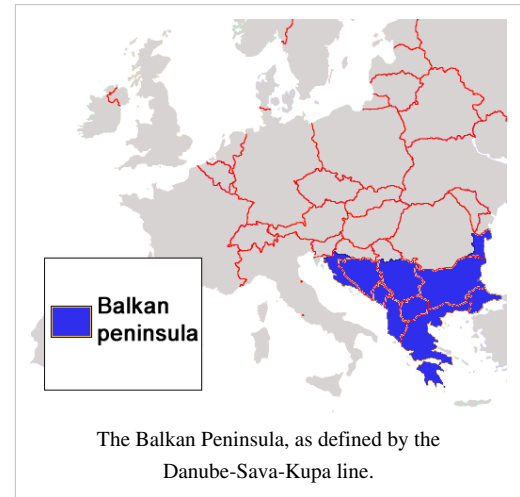 Balkan
peninsula
The Balkan Peninsula, as defined by the
Danube-Sava-Kupa line.